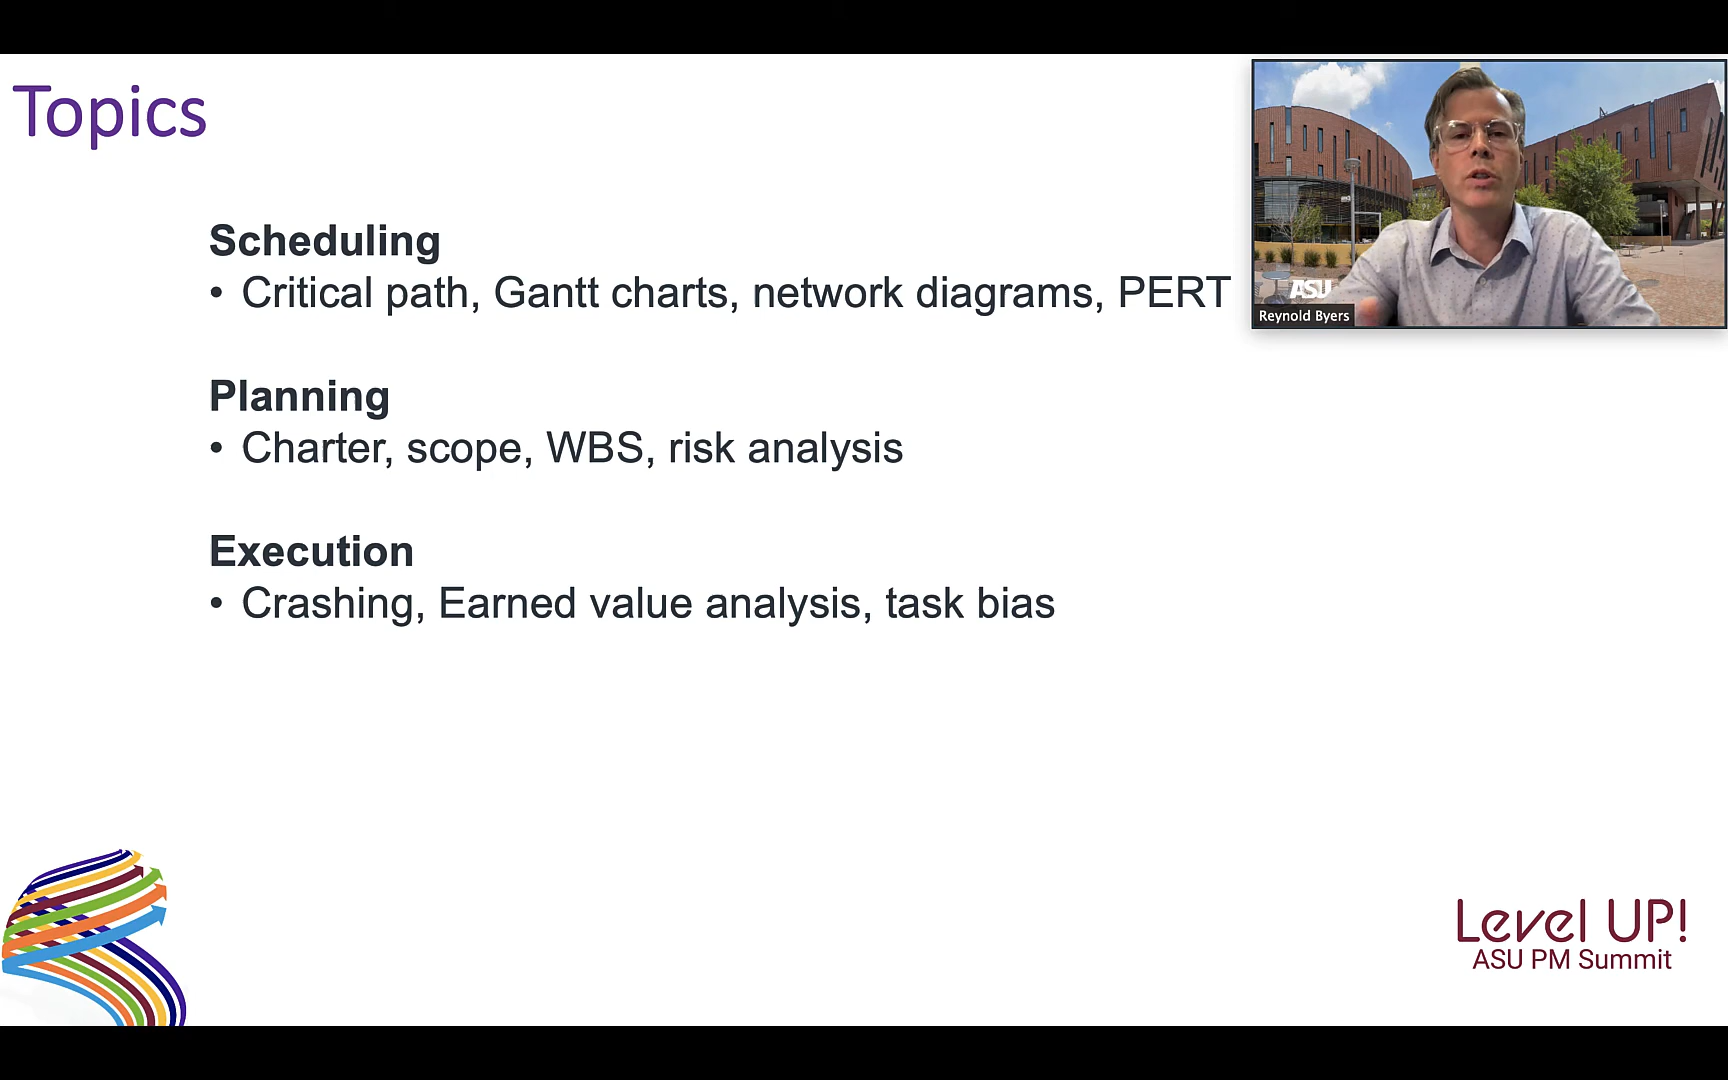 Topics
Scheduling
• Critical path, Gantt charts, network diagrams, PERT
Planning
• Charter, scope, WBS, risk analysis
Execution
• Crashing, Earned value analysis, task bias
ASU
Reynold Byers
Level UP!
ASU PM Summit